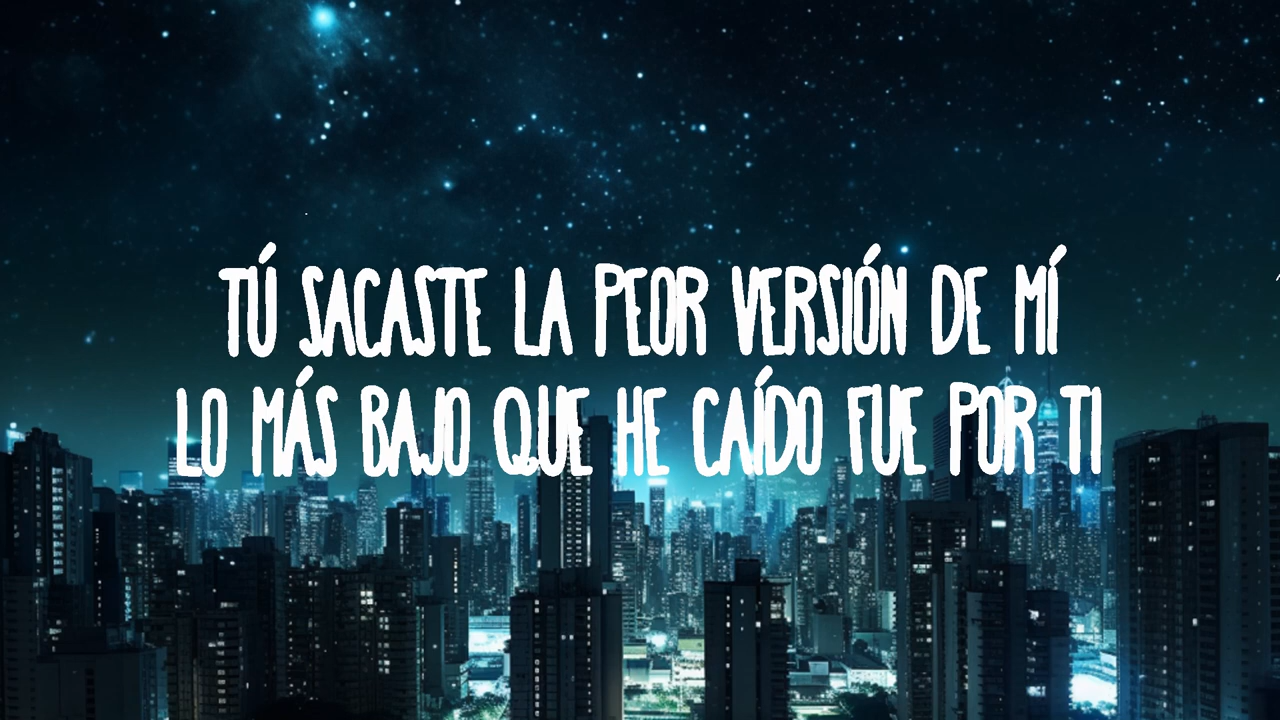 TÚ SACASTE LA PEOR VERSIÓN DE MÍ
LO MÁS BAJO QUE HE CAÍDO FUE POR TI